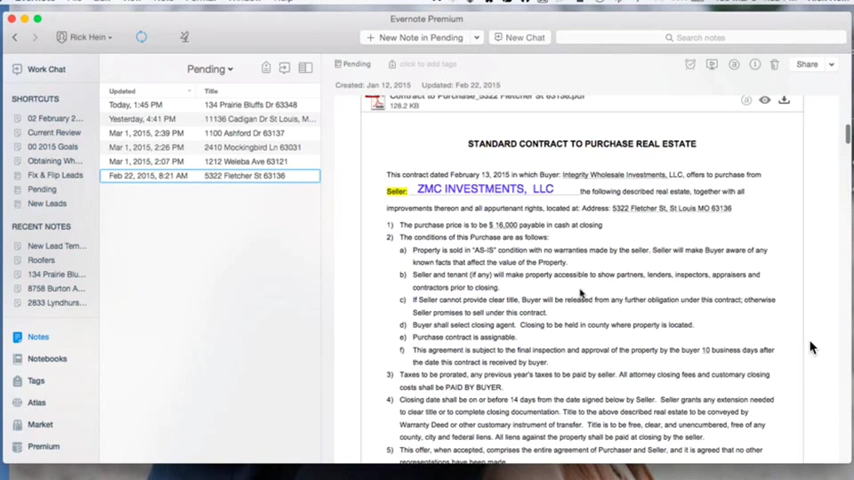 Evernote Premium
Rick Hein
+ New Note in Pending
New Chat
Search notes
Work Chat
Pending
Pending
click to add tags
Share
Created: Jan 12, 2015 Updated: Feb 22, 2015
SHORTCUTS
02 February 2...
Current Review
00 2015 Goals
Obtaining Wh...
Fix & Flip Leads
Pending
New Leads
RECENT NOTES
New Lead Tem...
Roofers
134 Prairie Blu...
8758 Burton A...
2833 Lyndhurs...
Notes
Notebooks
Tags
Atlas
Market
Premium
Updated Title
Today, 1:45 PM 134 Prairie Bluffs Dr 63348
Yesterday, 4:41 PM 11136 Cadigan Dr St Louis, M...
Mar 1, 2015, 2:39 PM 1100 Ashford Dr 63137
Mar 1, 2015, 2:26 PM 2410 Mockingbird Ln 63031
Mar 1, 2015, 2:07 PM 1212 Weieba Ave 63121
Feb 22, 2015, 8:21 AM 5322 Fletcher St 63136
Contract to Purchase_5322 Fletcher St 63136.pdf
128.2 KB
STANDARD CONTRACT TO PURCHASE REAL ESTATE
This contract dated February 13, 2015 in which Buyer: Integrity Wholesale Investments, LLC, offers to purchase from
Seller: ZMC INVESTMENTS, LLC the following described real estate, together with all
improvements thereon and all appurtenant rights, located at: Address: 5322 Fletcher St, St Louis MO 63136
1) The purchase price is to be $ 16,000 payable in cash at closing
2) The conditions of this Purchase are as follows:
a) Property is sold in "AS-IS" condition with no warranties made by the seller. Seller will make Buyer aware of any
known facts that affect the value of the Property.
b) Seller and tenant (if any) will make property accessible to show partners, lenders, inspectors, appraisers and
contractors prior to closing.
c) If Seller cannot provide clear title, Buyer will be released from any further obligation under this contract; otherwise
Seller promises to sell under this contract.
d) Buyer shall select closing agent. Closing to be held in county where property is located.
e) Purchase contract is assignable.
f) This agreement is subject to the final inspection and approval of the property by the buyer 10 business days after
the date this contract is received by buyer.
3) Taxes to be prorated, any previous year's taxes to be paid by seller. All attorney closing fees and customary closing
costs shall be PAID BY BUYER.
4) Closing date shall be on or before 14 days from the date signed below by Seller. Seller grants any extension needed
to clear title or to complete closing documentation. Title to the above described real estate to be conveyed by
Warranty Deed or other customary instrument of transfer. Title is to be free, clear, and unencumbered, free of any
county, city and federal liens. All liens against the property shall be paid at closing by the seller.
5) This offer, when accepted, comprises the entire agreement of Purchaser and Seller, and it is agreed that no other
representations have been made.